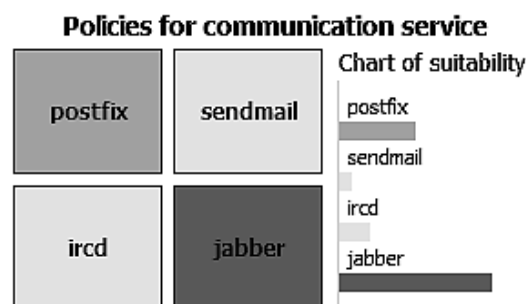 Policies for communication service
postfix
sendmail
ircd
jabber
Chart of suitability
postfix
sendmail
ircd
jabber